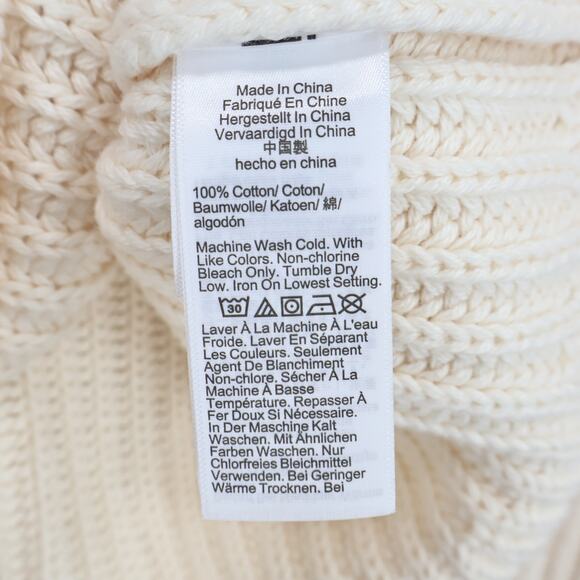 Made In China
Fabriqué En Chine
Hergestellt In China
Vervaardigd In China
中国製
hecho en china
100% Cotton/ Coton/
Baumwolle/ Katoen/ 綿/
algodón
Machine Wash Cold. With
Like Colors. Non-chlorine
Bleach Only. Tumble Dry
Low. Iron On Lowest Setting.
30
Laver À La Machine À L'eau
Froide. Laver En Séparant
Les Couleurs. Seulement
Agent De Blanchiment
Non-chlore. Sécher À La
Machine À Basse
Température. Repasser À
Fer Doux Si Nécessaire.
In Der Maschine Kalt
Waschen. Mit Ähnlichen
Farben Waschen. Nur
Chlorfreies Bleichmittel
Verwenden. Bei Geringer
Wärme Trocknen. Bei